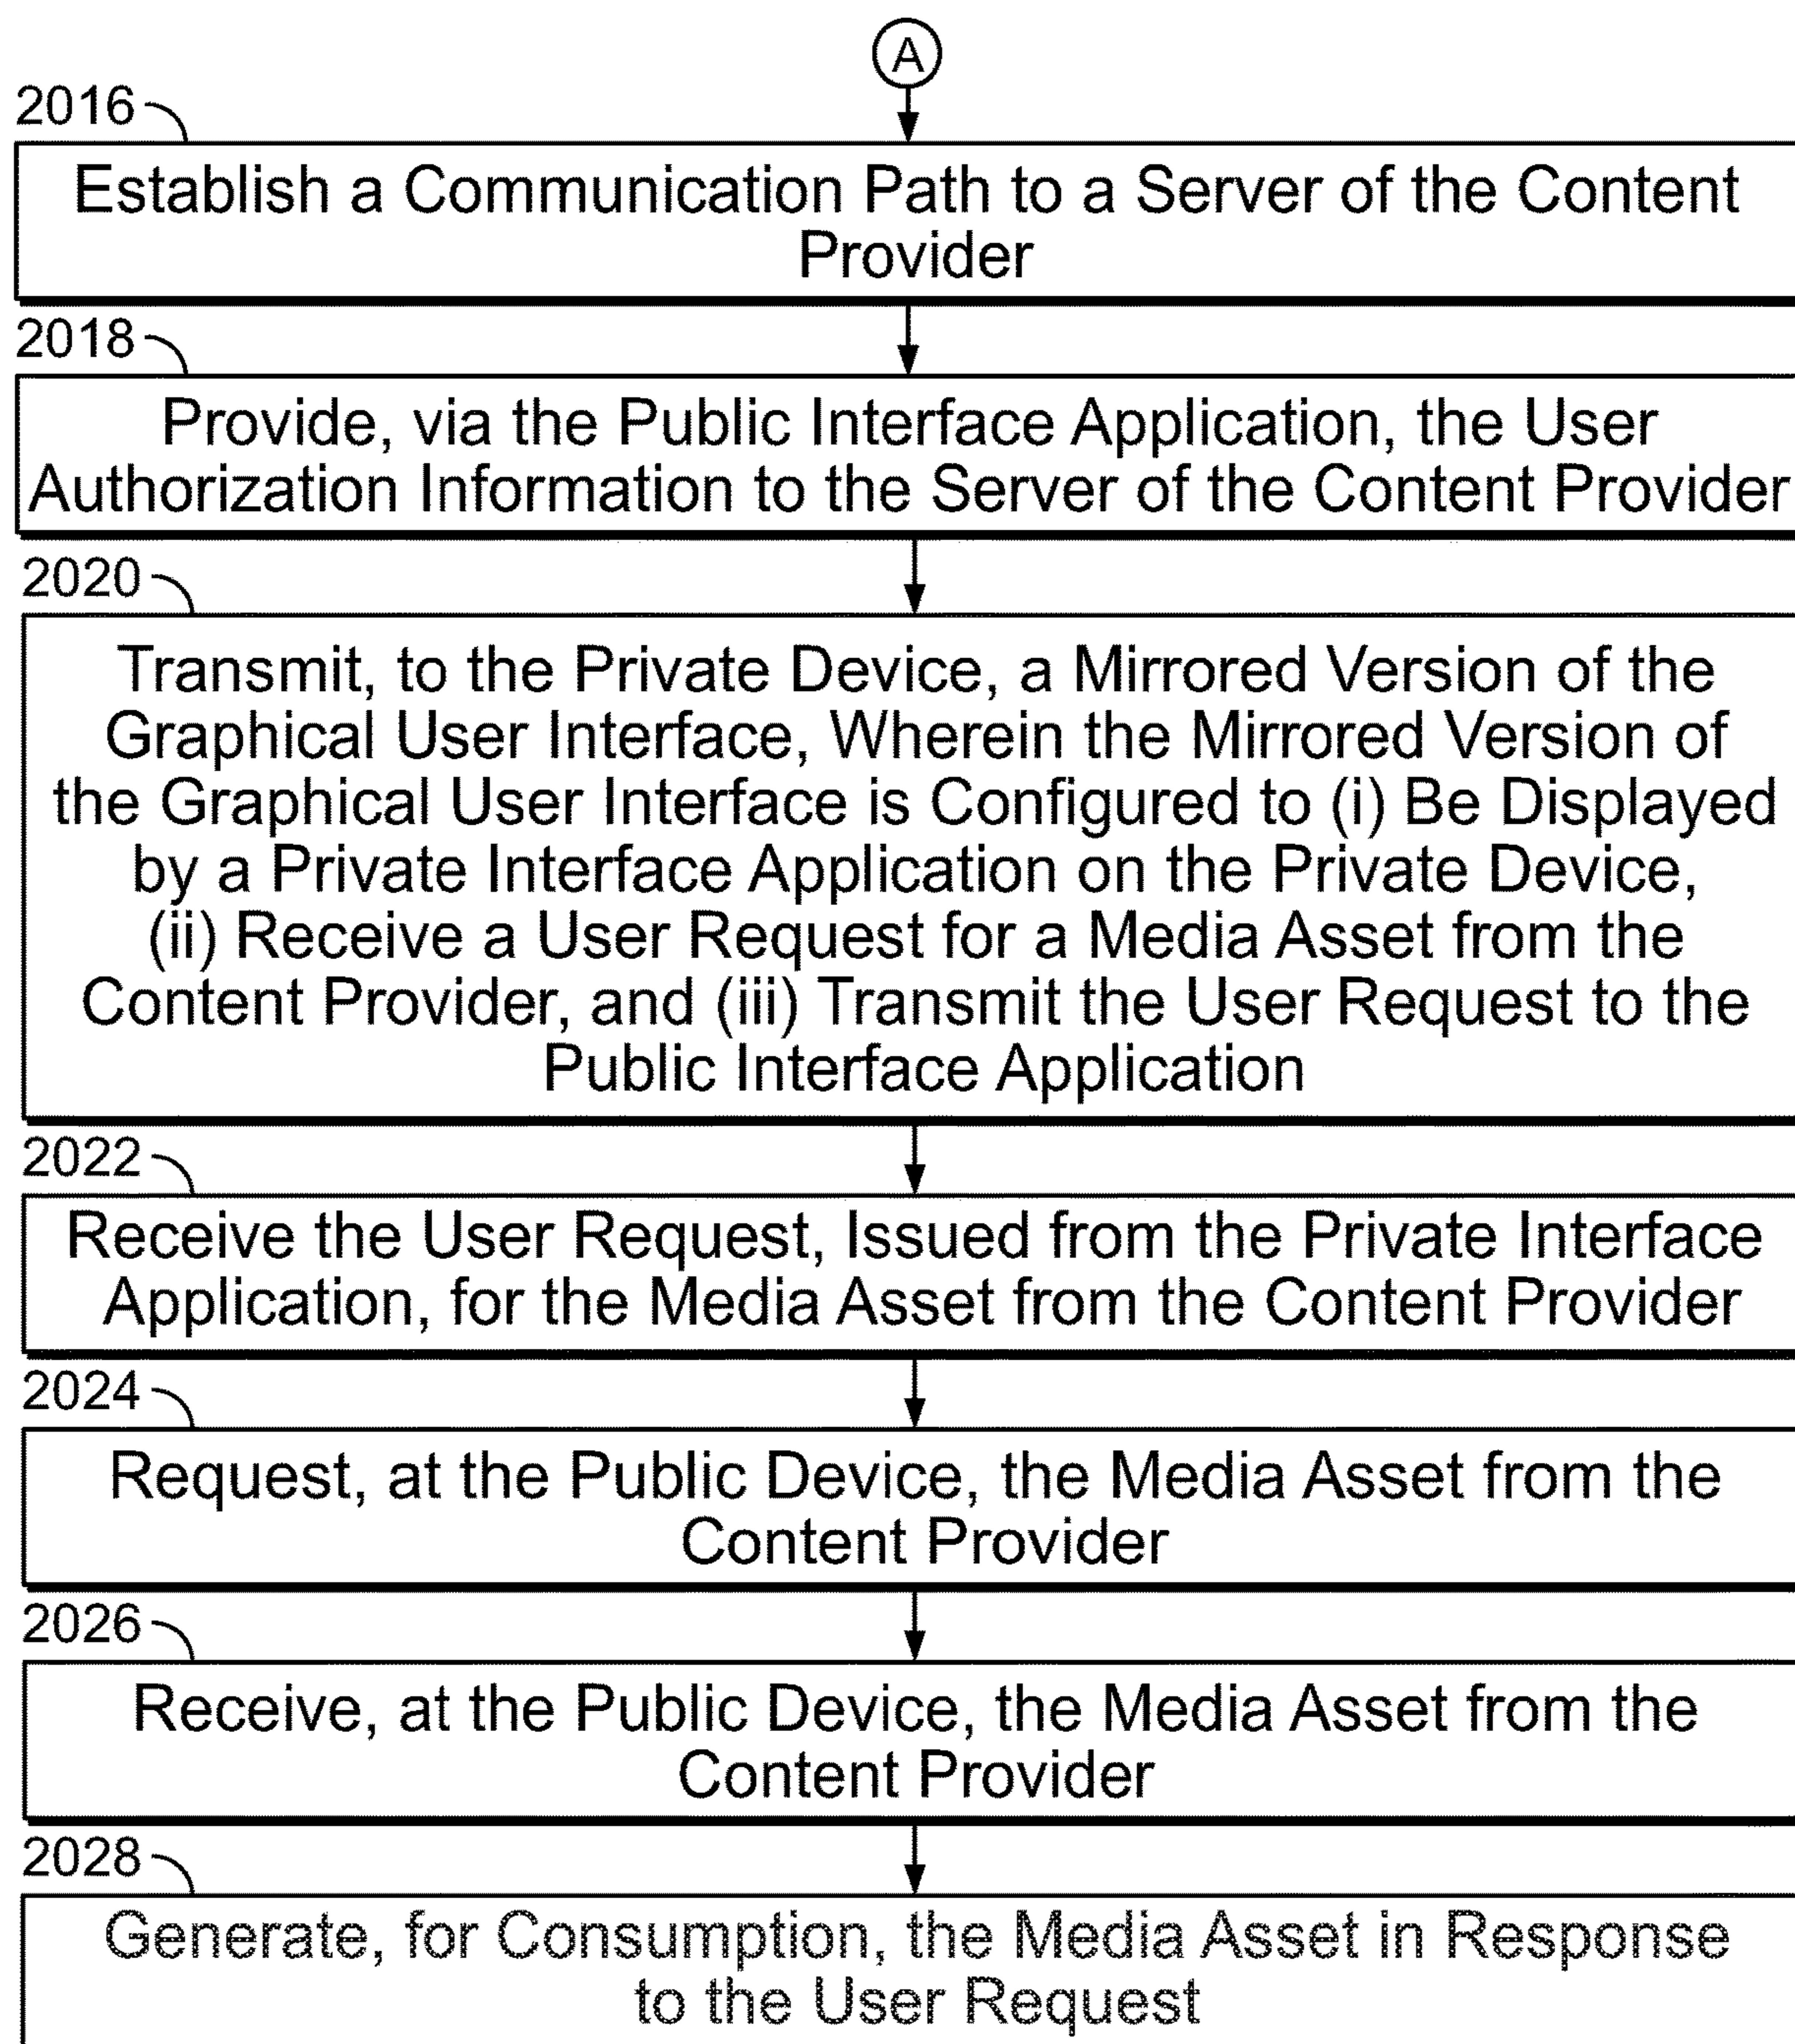 A
2016
Establish a Communication Path to a Server of the Content
Provider
2018
Provide, via the Public Interface Application, the User
Authorization Information to the Server of the Content Provider
2020
Transmit, to the Private Device, a Mirrored Version of the
Graphical User Interface, Wherein the Mirrored Version of
the Graphical User Interface is Configured to (i) Be Displayed
by a Private Interface Application on the Private Device,
(ii) Receive a User Request for a Media Asset from the
Content Provider, and (iii) Transmit the User Request to the
Public Interface Application
2022
Receive the User Request, Issued from the Private Interface
Application, for the Media Asset from the Content Provider
2024
Request, at the Public Device, the Media Asset from the
Content Provider
2026
Receive, at the Public Device, the Media Asset from the
Content Provider
2028
Generate, for Consumption, the Media Asset in Response
to the User Request